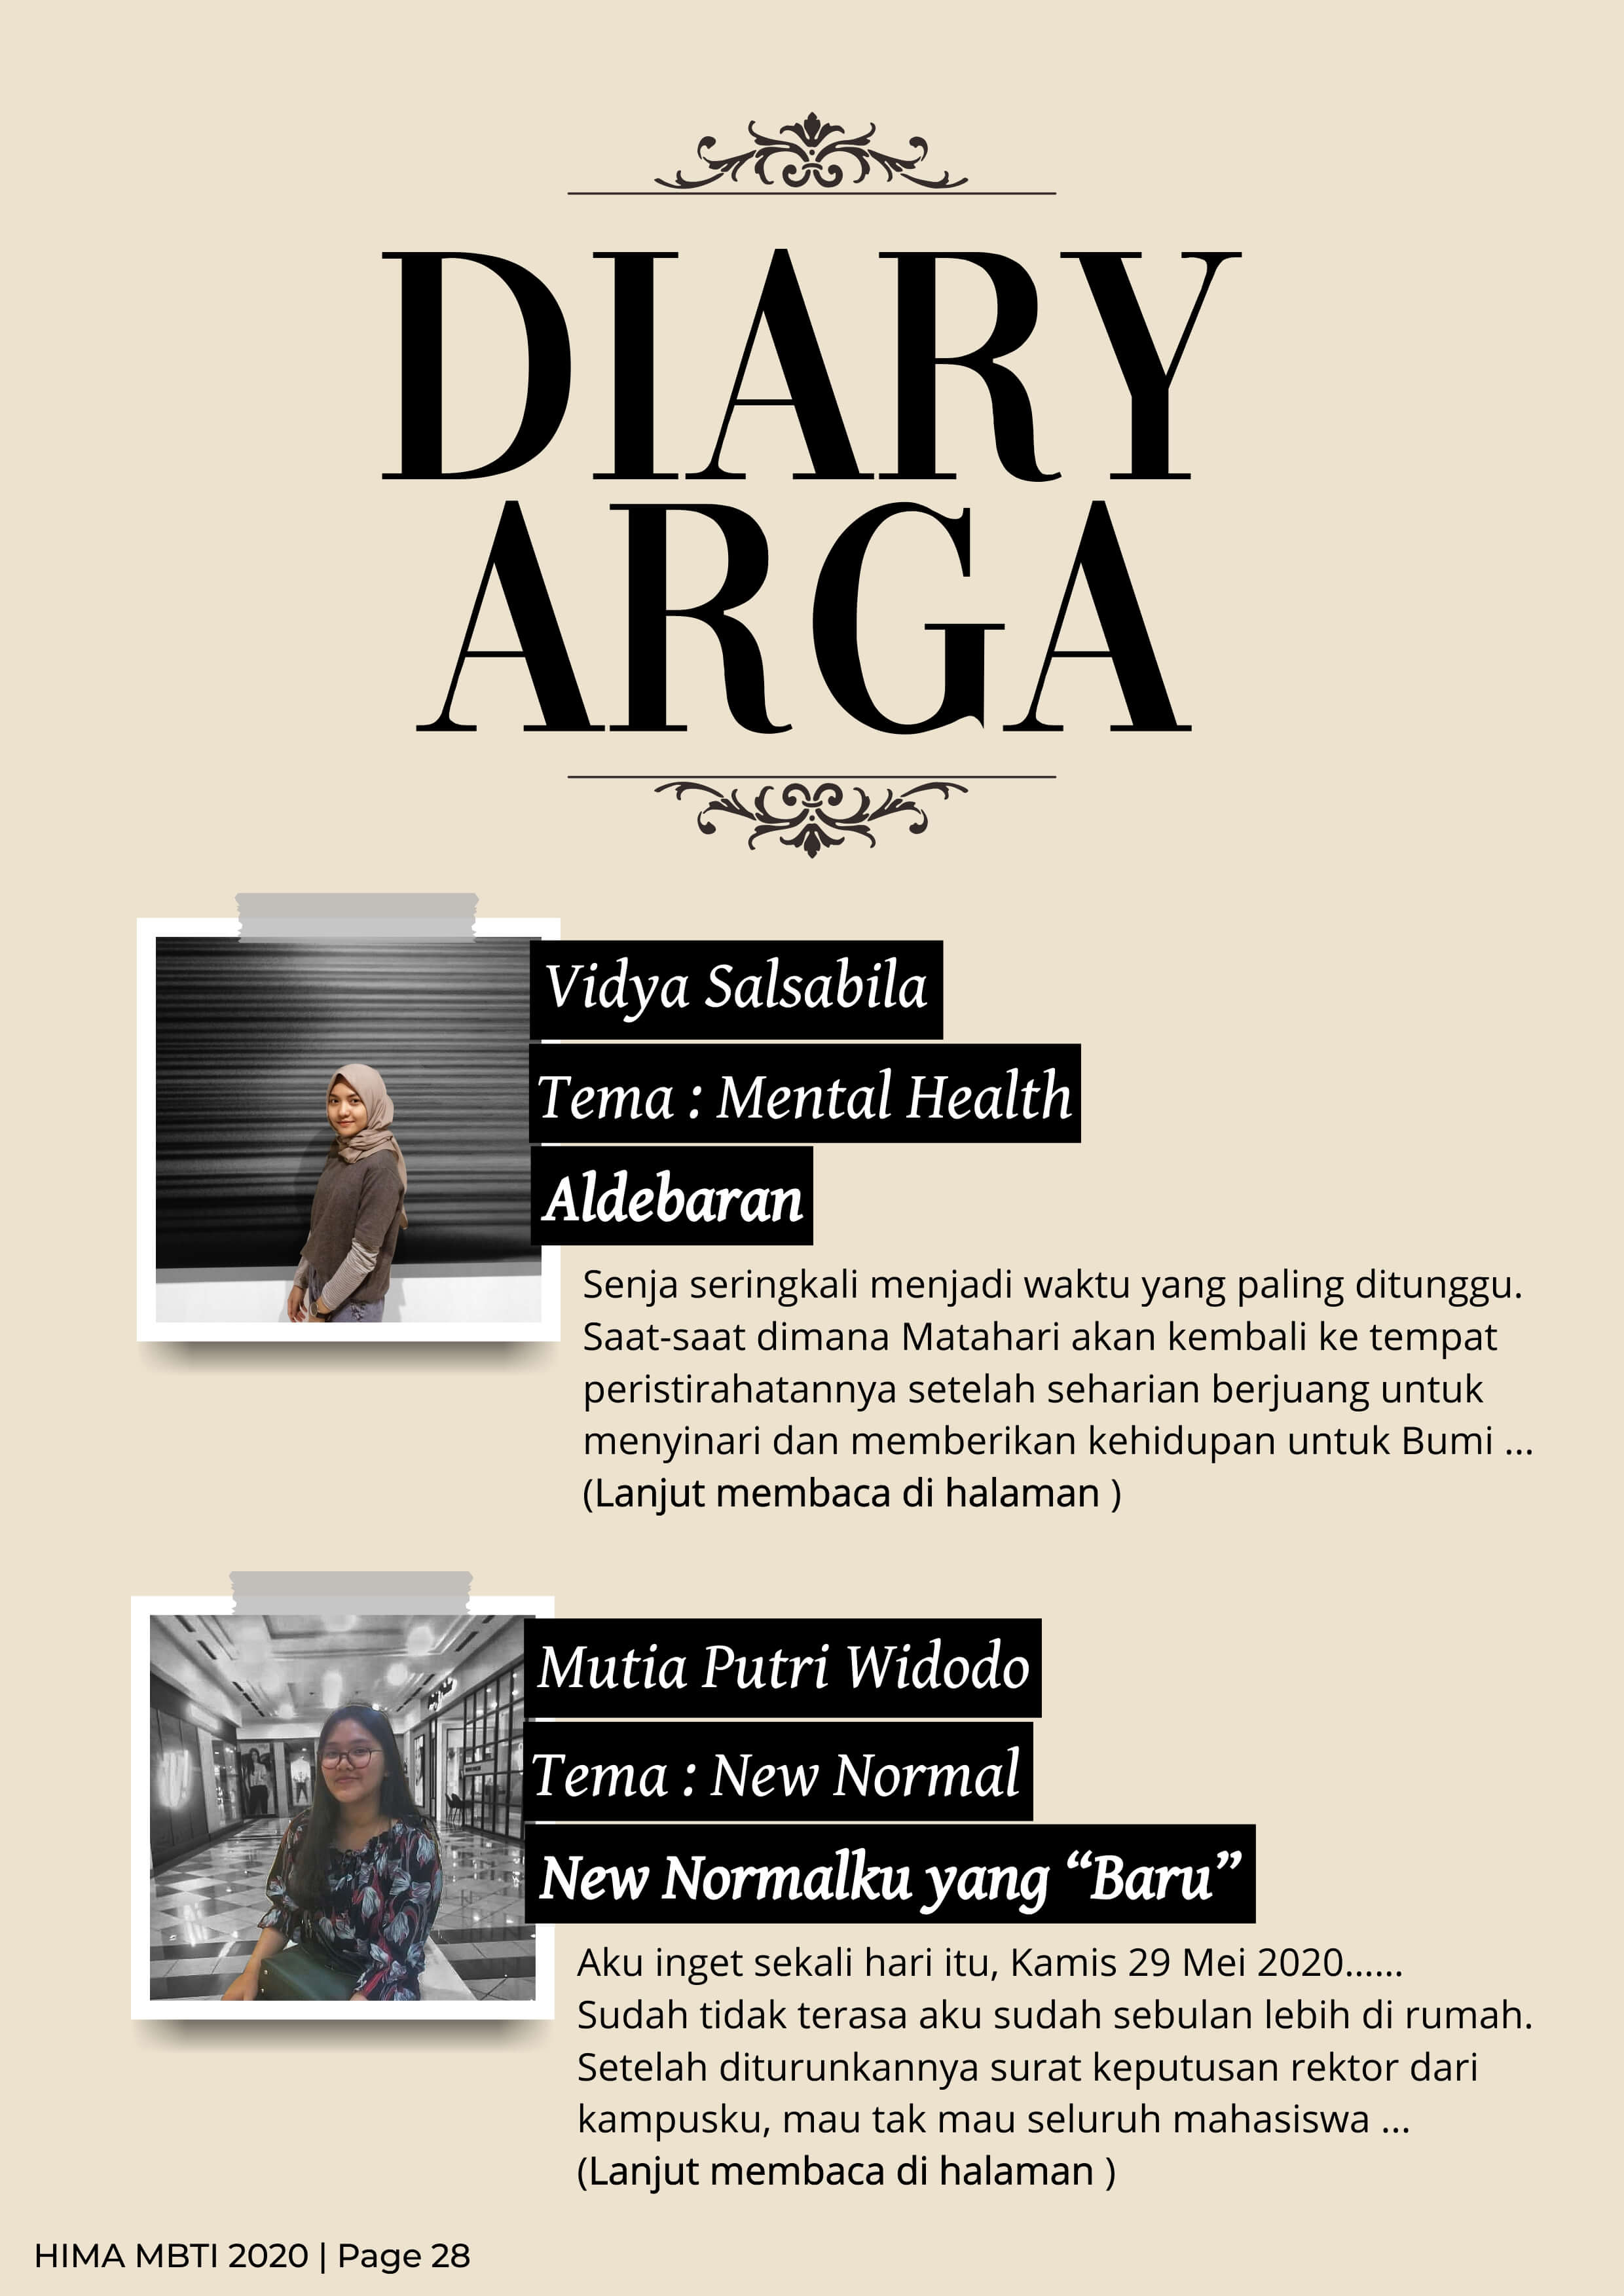 DIARY
ARGA
Vidya Salsabila
Tema : Mental Health
Aldebaran
Senja seringkali menjadi waktu yang paling ditunggu.
Saat-saat dimana Matahari akan kembali ke tempat
peristirahatannya setelah seharian berjuang untuk
menyinari dan memberikan kehidupan untuk Bumi ...
(Lanjut membaca di halaman )
Mutia Putri Widodo
Tema : New Normal
New Normalku yang “Baru”
Aku inget sekali hari itu, Kamis 29 Mei 2020......
Sudah tidak terasa aku sudah sebulan lebih di rumah.
Setelah diturunkannya surat keputusan rektor dari
kampusku, mau tak mau seluruh mahasiswa ...
(Lanjut membaca di halaman )
HIMA MBTI 2020 | Page 28